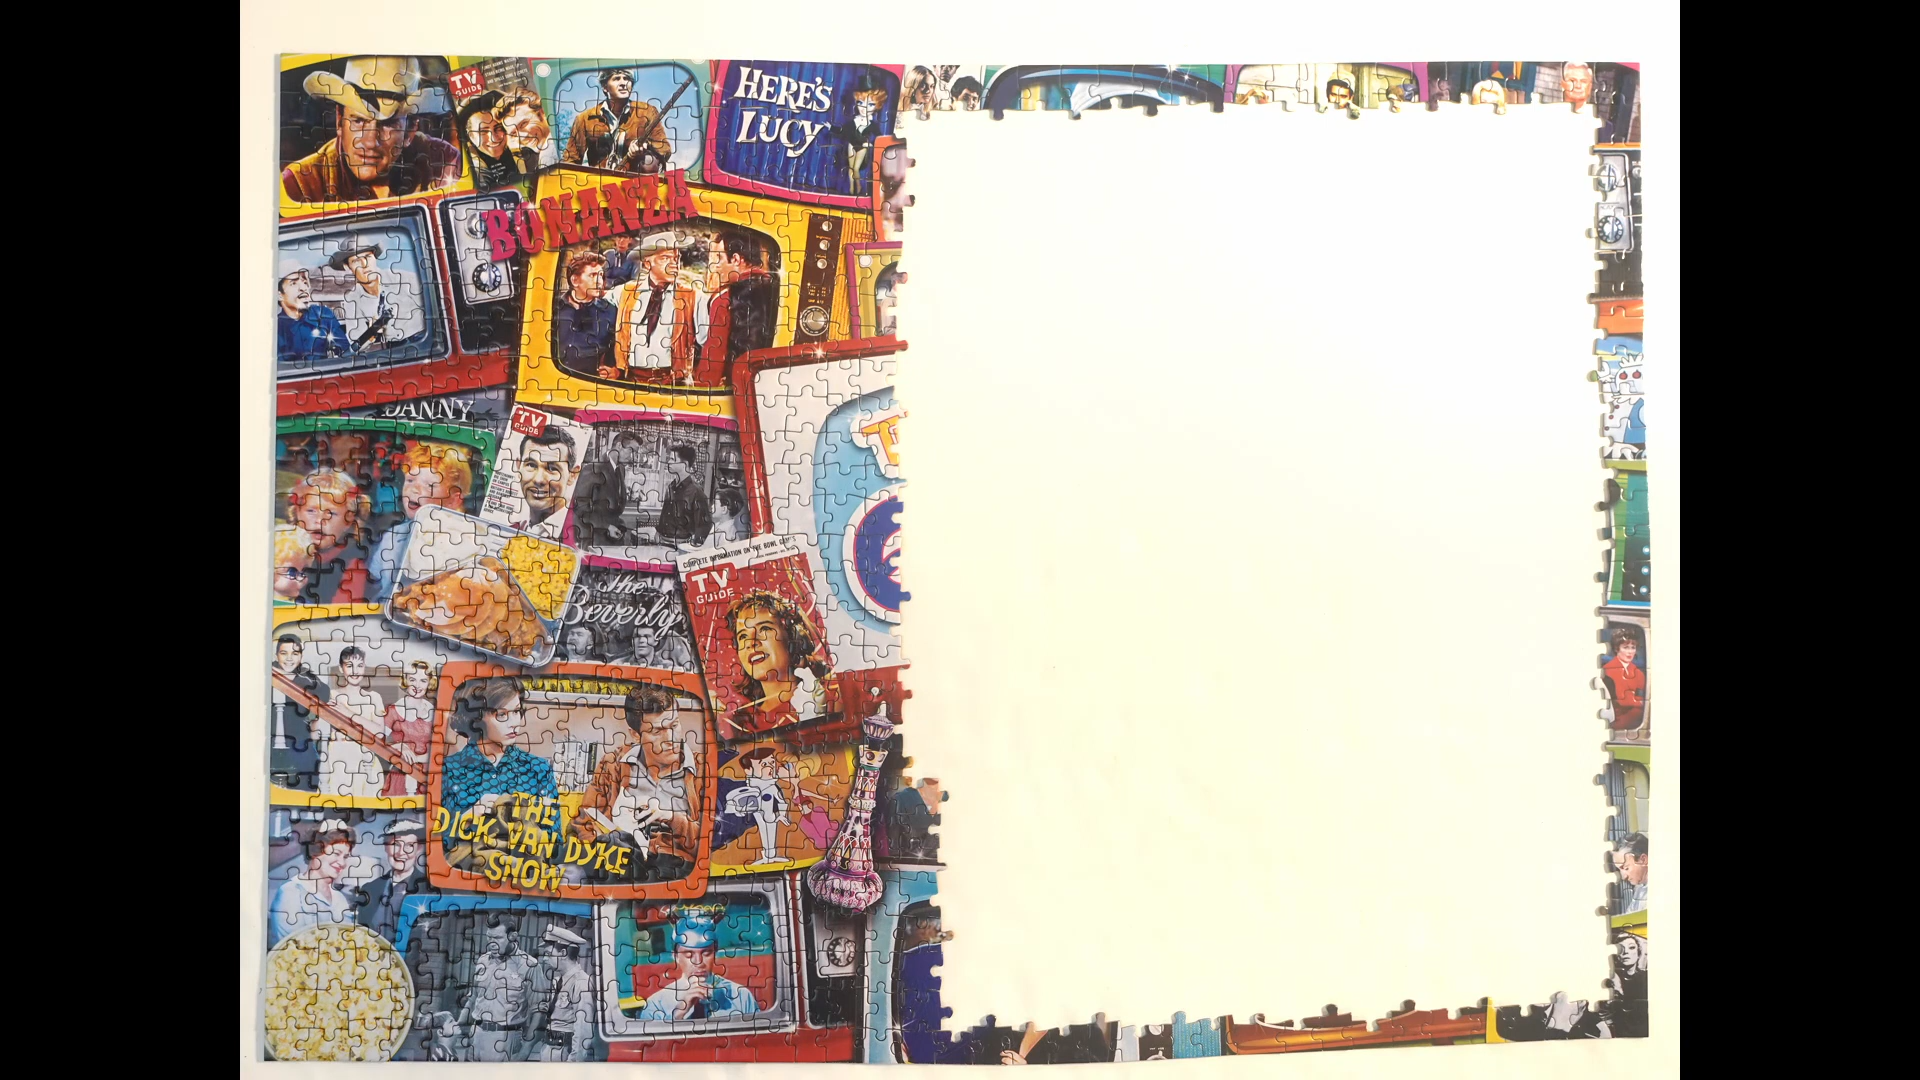 TV
GUIDE
HERE'S
LUCY
BONANZA
DANNY
TV
GUIDE
COMPLETE INFORMATION ON THE BOWL GAMES
TV
GUIDE
The
Beverly
THE
DICK VAN DYKE
SHOW